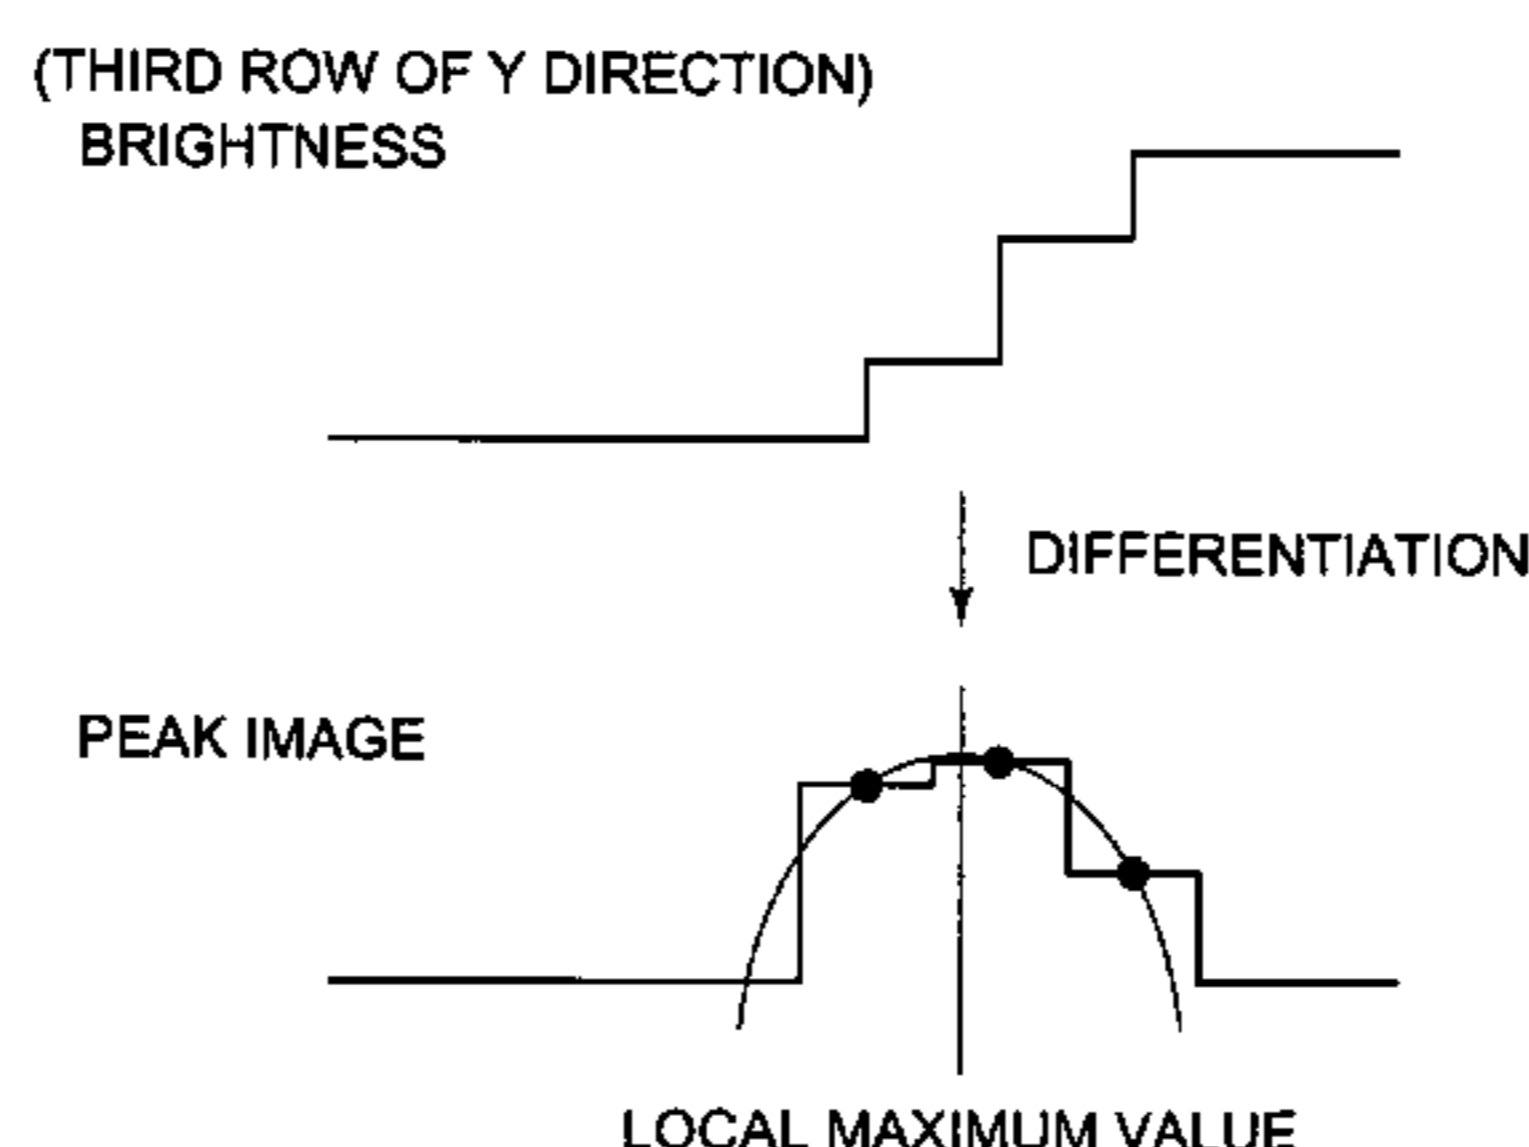 (THIRD ROW OF Y DIRECTION)
BRIGHTNESS
DIFFERENTIATION
PEAK IMAGE
LOCAL MAXIMUM VALUE